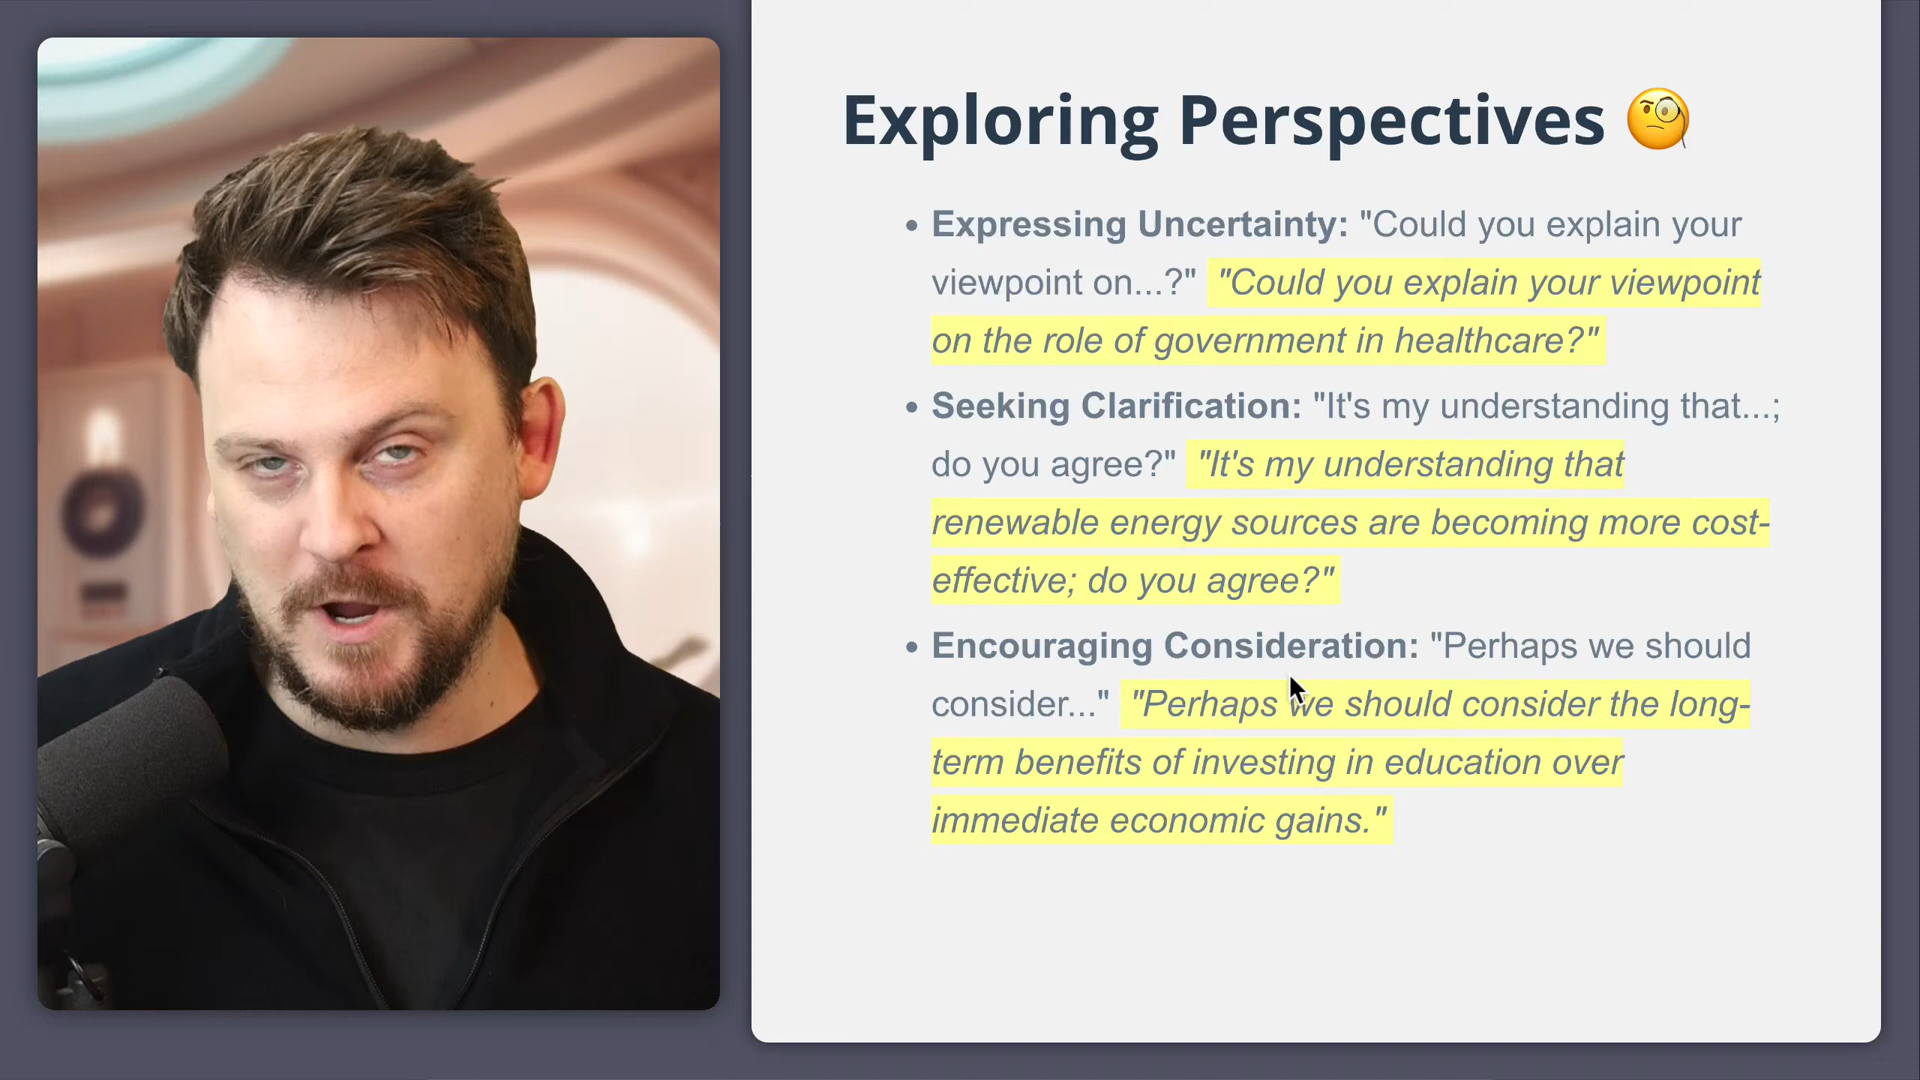 Exploring Perspectives 🧐
• Expressing Uncertainty: "Could you explain your
viewpoint on...?" "Could you explain your viewpoint
on the role of government in healthcare?"
• Seeking Clarification: "It's my understanding that...;
do you agree?" "It's my understanding that
renewable energy sources are becoming more cost-
effective; do you agree?"
• Encouraging Consideration: "Perhaps we should
consider..." "Perhaps we should consider the long-
term benefits of investing in education over
immediate economic gains."